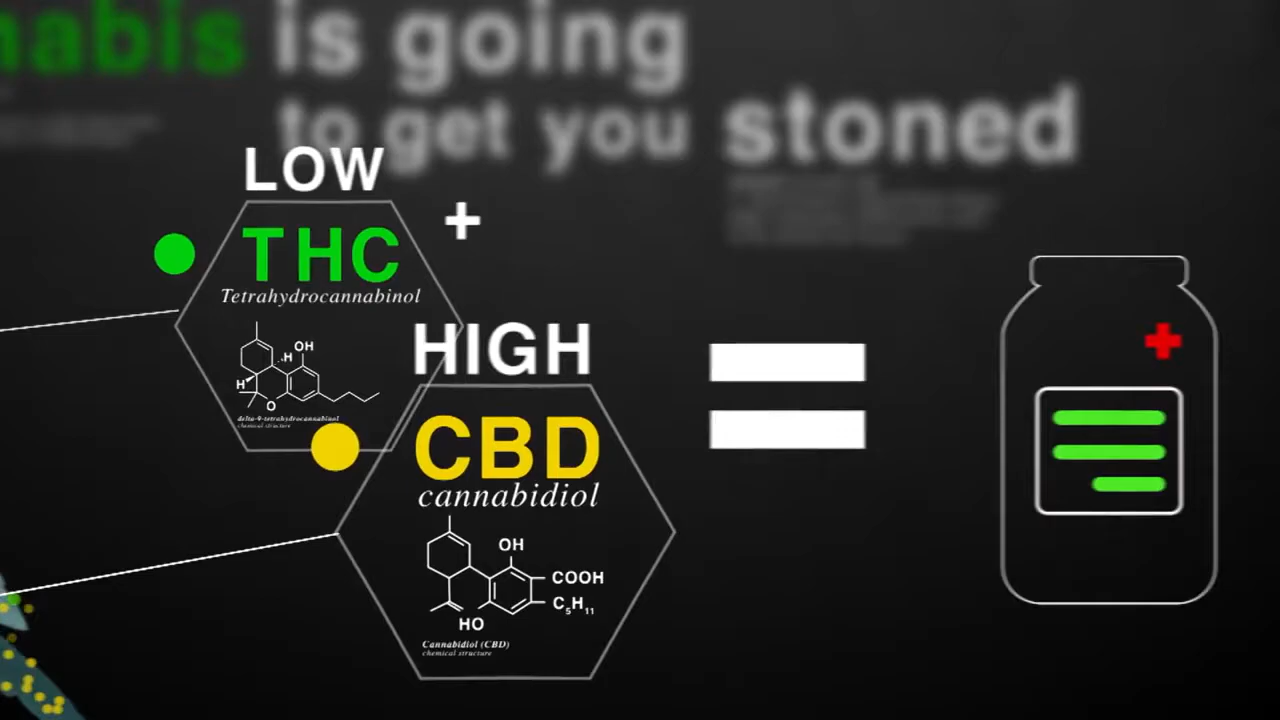 nabis is going
to get you stoned
LOW
+
THC
Tetrahydrocannabinol
H
OH
H
O
delta-9-tetrahydrocannabinol
chemical structure
HIGH
CBD
cannabidiol
OH
COOH
C₅H₁₁
HO
Cannabidiol (CBD)
chemical structure